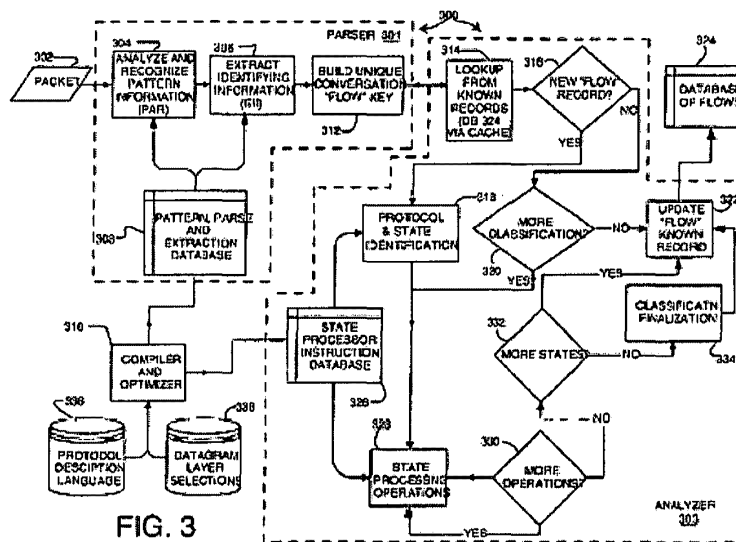 302
PACKET
304
ANALYZE AND
RECOGNIZE
PATTERN
INFORMATION
(PAR)
EXTRACT
IDENTIFYING
INFORMATION
PARSER 301
300
BUILD UNIQUE
CONVERSATION
"FLOW" KEY
312
314
LOOKUP
FROM KNOWN
RECORDS
(DB 324
VIA CACHE)
316
NEW "FLOW"
RECORD?
NO
YES
324
DATABASE
OF FLOWS
PATTERN, PARSE
AND
EXTRACTION
DATABASE
318
PROTOCOL
& STATE
IDENTIFICATION
MORE
CLASSIFICATION?
320
NO
YES
322
UPDATE
"FLOW"
KNOWN
RECORD
YES
310
COMPILER
AND
OPTIMIZER
STATE
PROCESSOR
INSTRUCTION
DATABASE
326
332
MORE STATES?
NO
CLASSIFICATN
FINALIZATION
334
336
PROTOCOL
DESCIPTION
LANGUAGE
338
DATAGRAM
LAYER
SELECTIONS
STATE
PROCESSING
OPERATIONS
MORE
OPERATIONS?
NO
YES
ANALYZER
303
FIG. 3